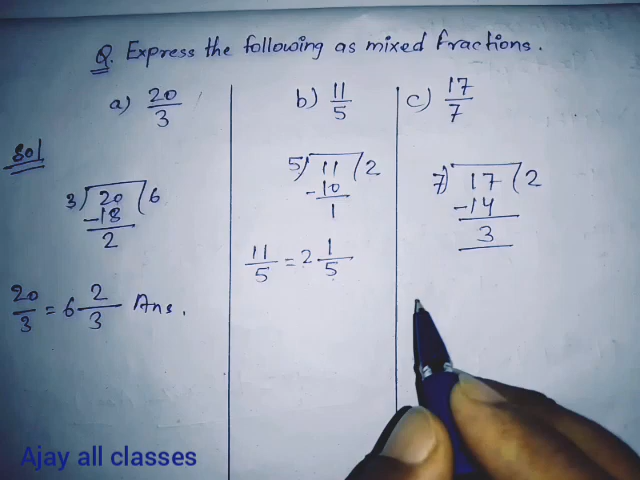 Q. Express the following as mixed fractions.
a) 20/3
b) 11/5
c) 17/7
Sol
3) 20 (6
-18
2
20/3 = 6 2/3 Ans.
5) 11 (2
-10
1
11/5 = 2 1/5
7) 17 (2
-14
3
Ajay all classes